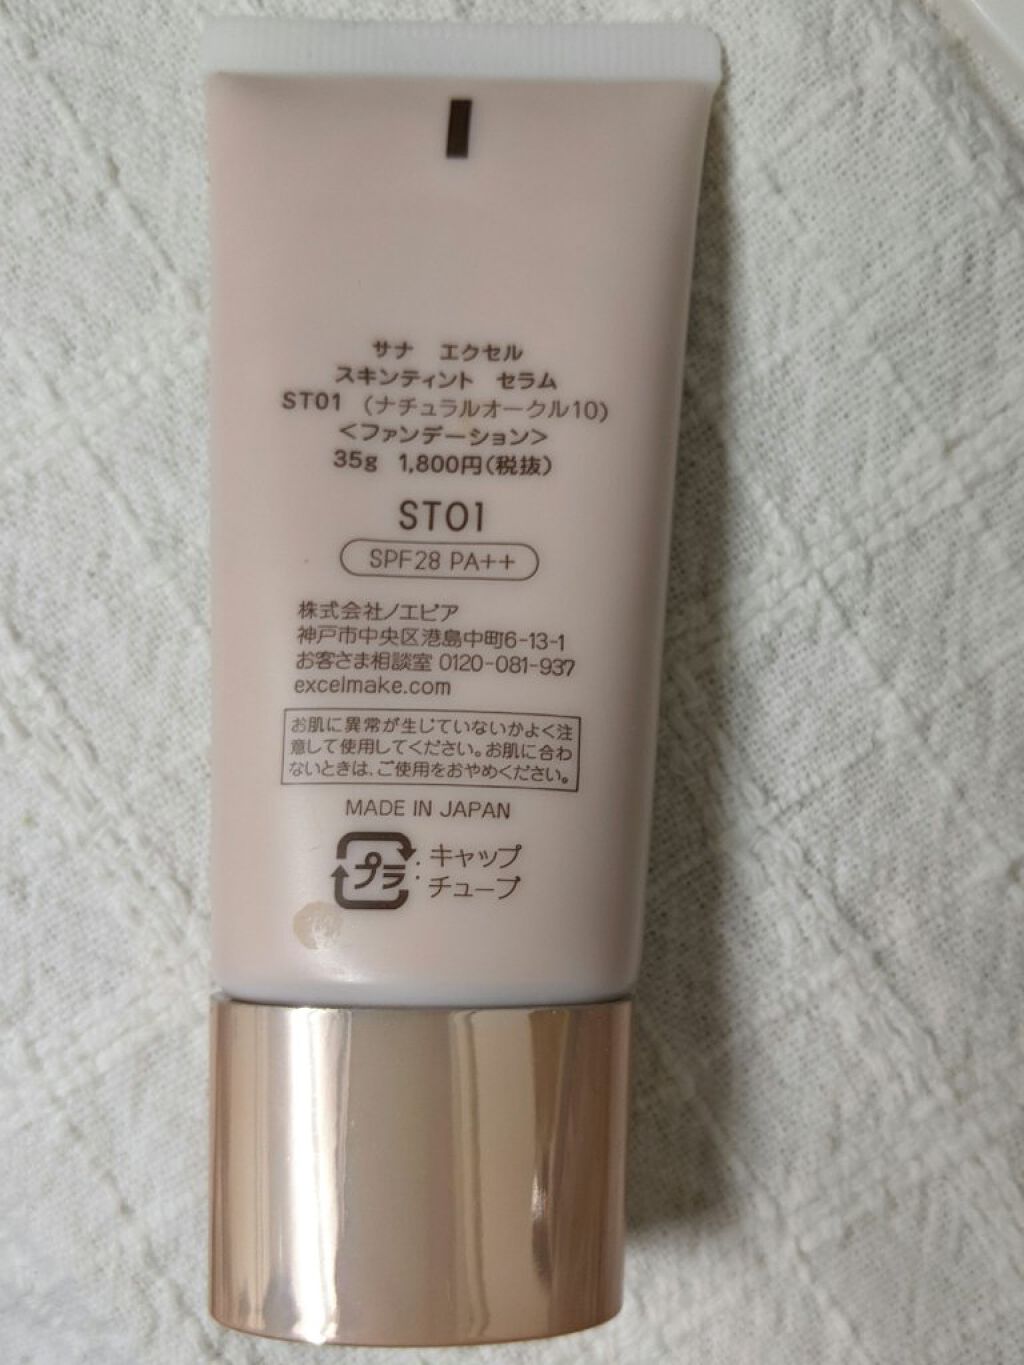 サナ エクセル
スキンティント セラム
ST01 (ナチュラルオークル10)
<ファンデーション>
35g 1,800円(税抜)
ST01
SPF28 PA++
株式会社ノエビア
神戸市中央区港島中町6-13-1
お客さま相談室 0120-081-937
excelmake.com
お肌に異常が生じていないかよく注
意して使用してください。お肌に合わ
ないときは、ご使用をおやめください。
MADE IN JAPAN
プラ : キャップ
: チューブ